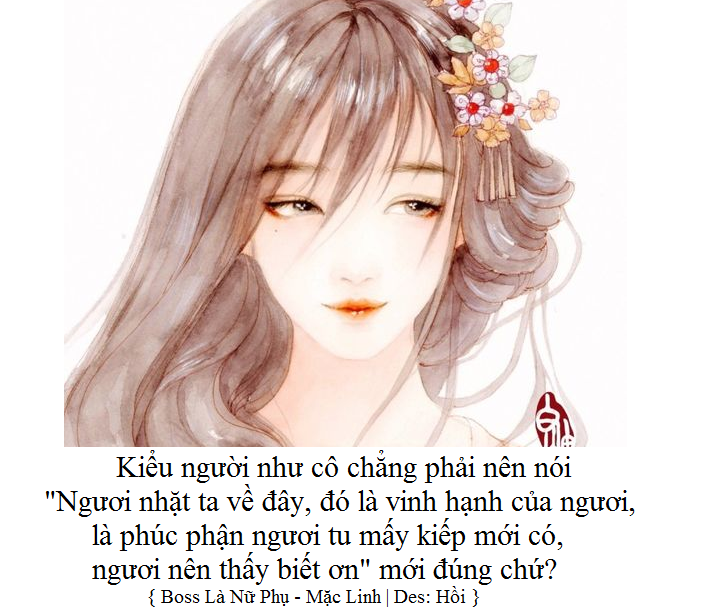 Kiểu người như cô chẳng phải nên nói
"Ngươi nhặt ta về đây, đó là vinh hạnh của ngươi,
là phúc phận ngươi tu mấy kiếp mới có,
ngươi nên thấy biết ơn" mới đúng chứ?
{ Boss Là Nữ Phụ - Mặc Linh | Des: Hồi }